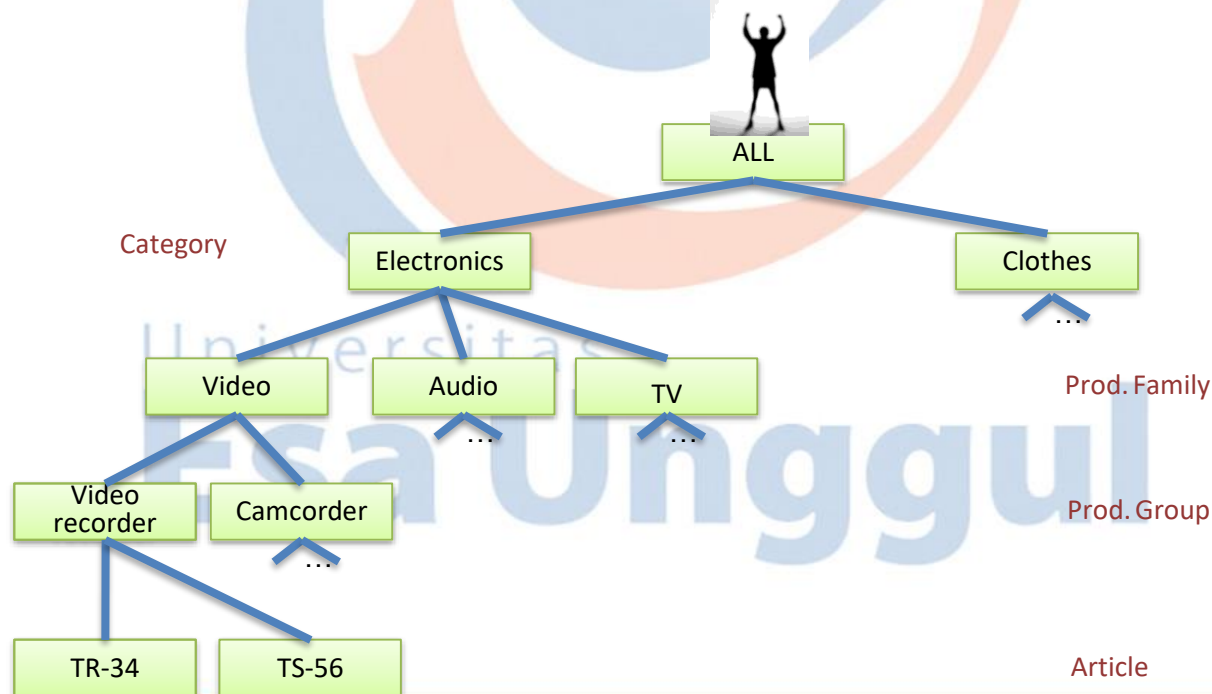 ALL
Category
Electronics
Clothes
...
Universitas
Video
Audio
TV
Prod. Family
...
...
Esa Unggul
Video
recorder
Camcorder
Prod. Group
...
TR-34
TS-56
Article